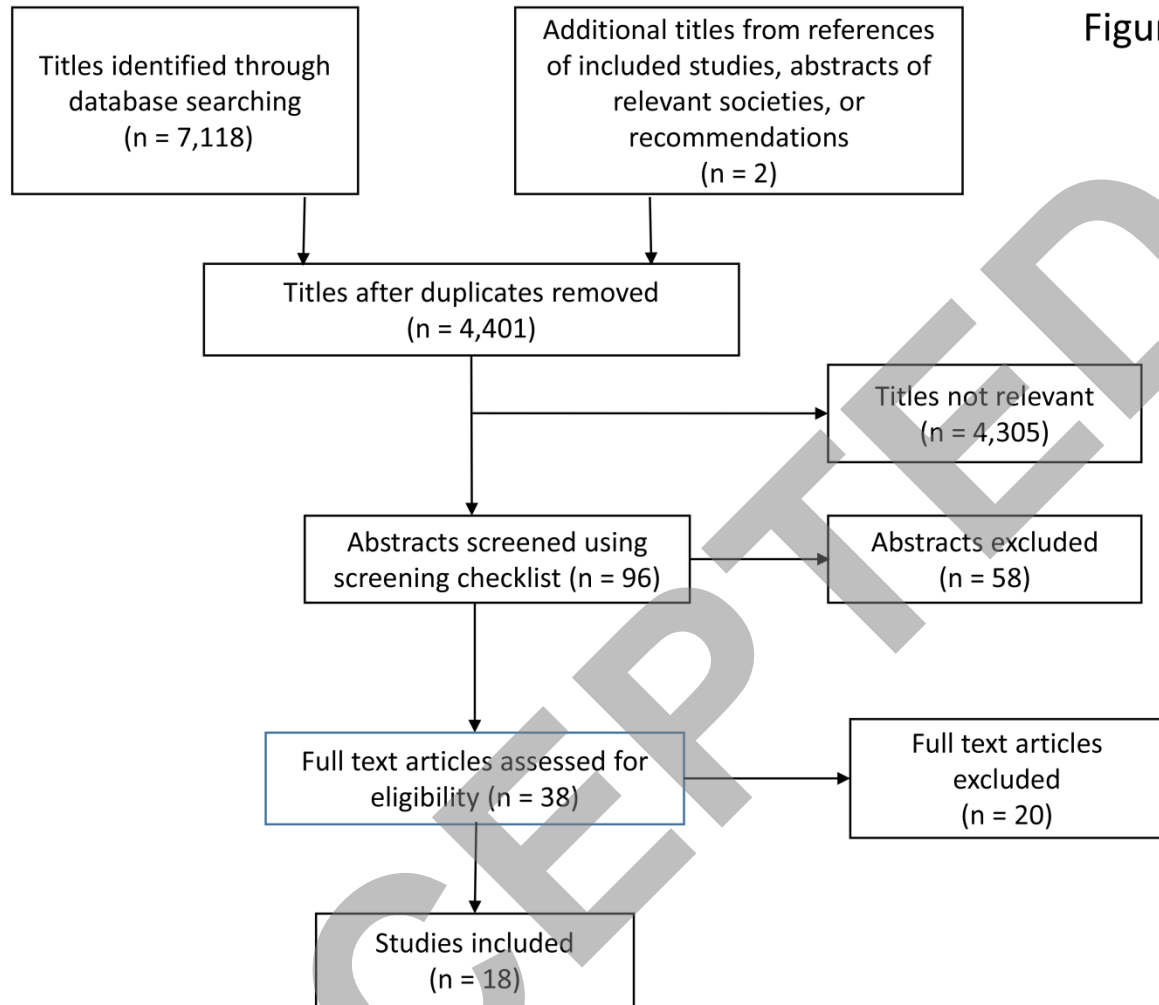 Figur
Titles identified through
database searching
(n = 7,118)
Additional titles from references
of included studies, abstracts of
relevant societies, or
recommendations
(n = 2)
Titles after duplicates removed
(n = 4,401)
Titles not relevant
(n = 4,305)
Abstracts screened using
screening checklist (n = 96)
Abstracts excluded
(n = 58)
Full text articles assessed for
eligibility (n = 38)
Full text articles
excluded
(n = 20)
Studies included
(n = 18)
CEPTED